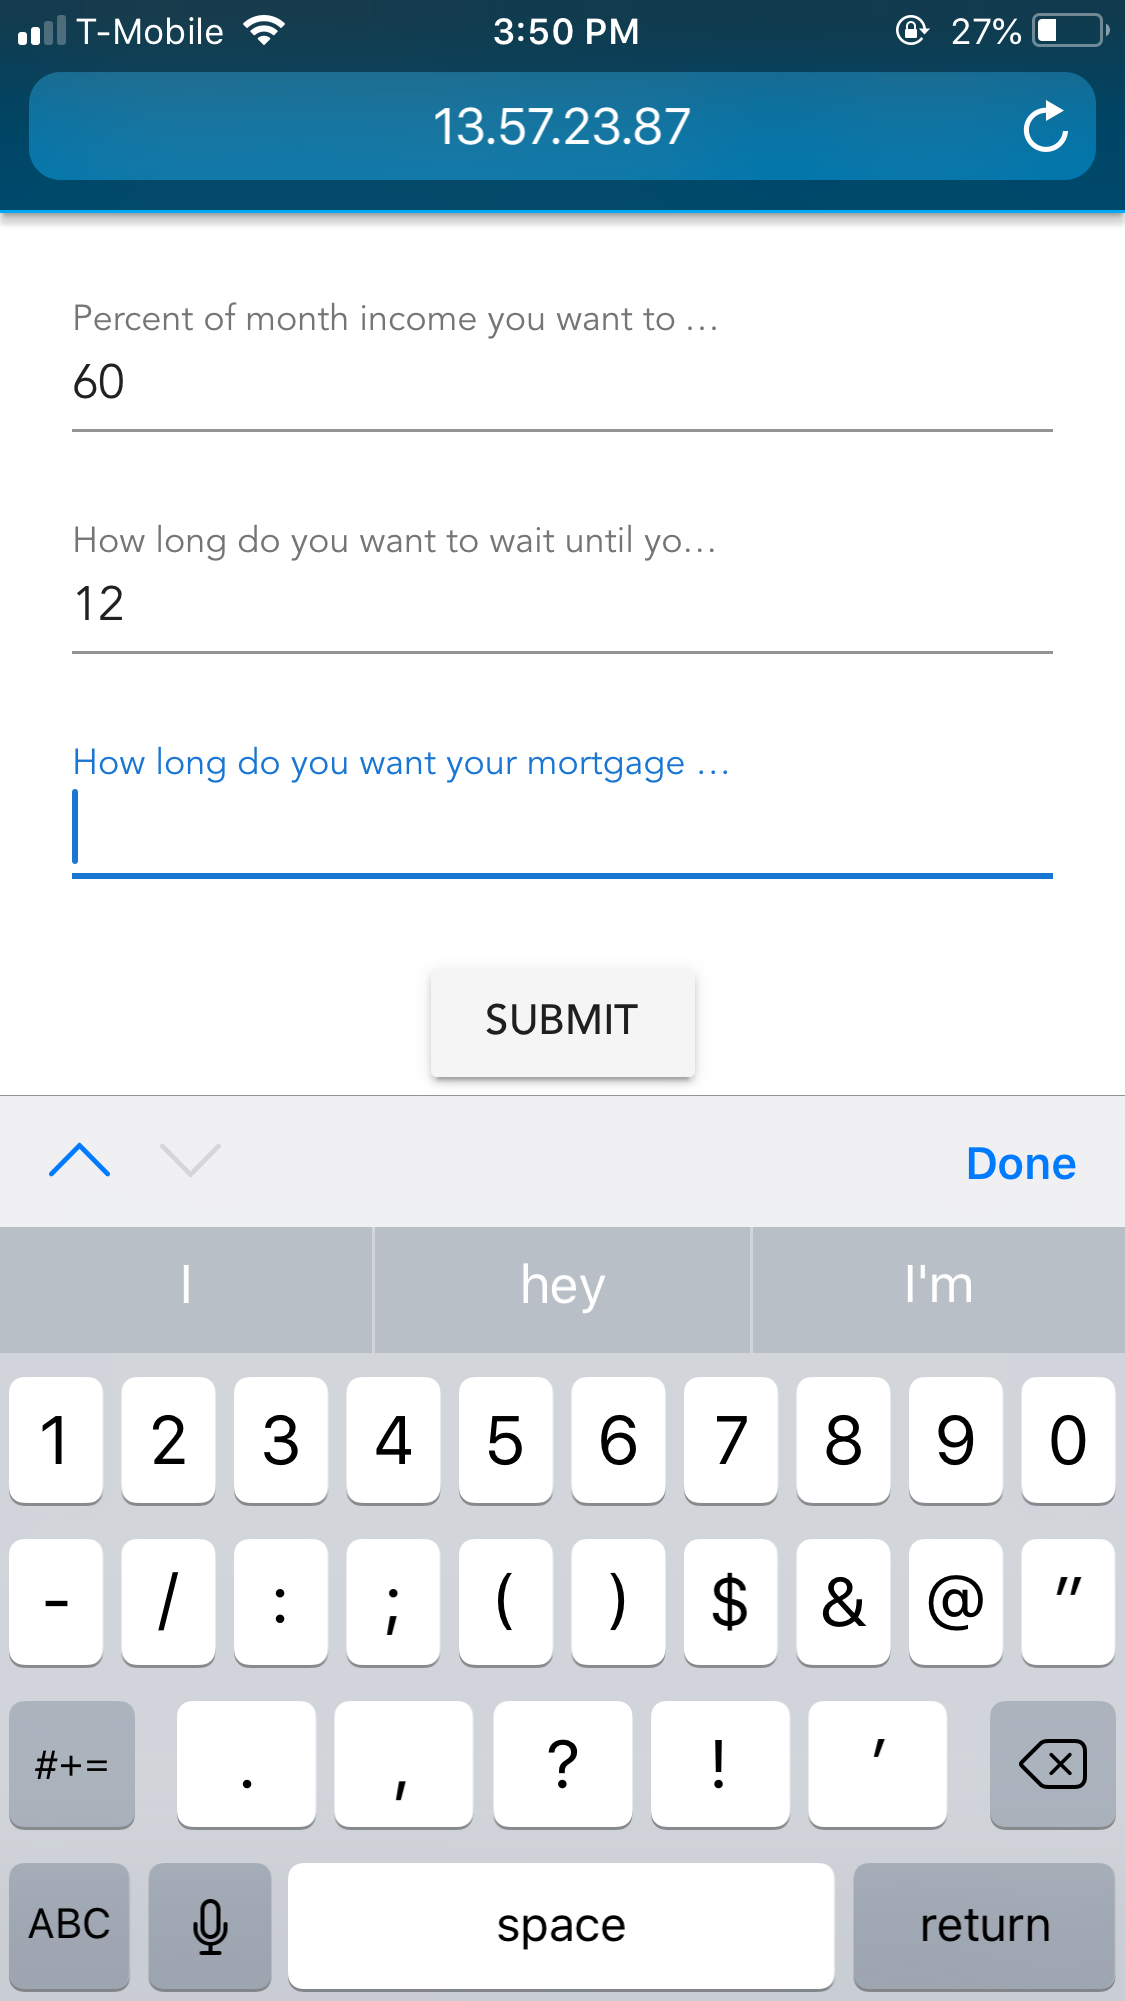 T-Mobile 3:50 PM 27%
13.57.23.87
Percent of month income you want to ...
60
How long do you want to wait until yo...
12
How long do you want your mortgage ...
SUBMIT
Done
I hey I'm
1 2 3 4 5 6 7 8 9 0
- / : ; ( ) $ & @ "
#+= . , ? ! '
ABC space return